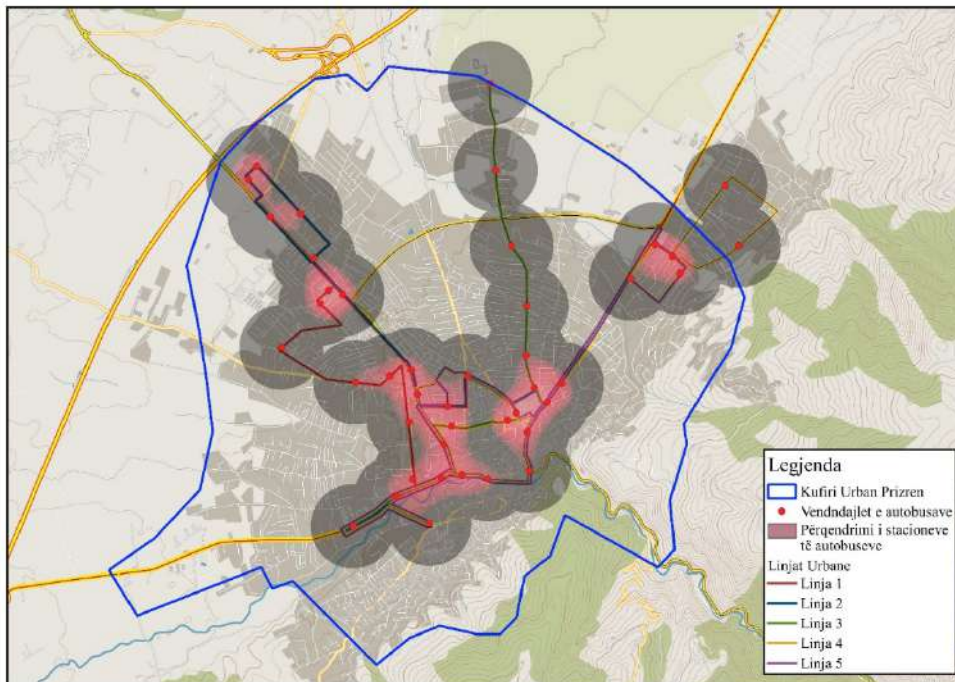 Legjenda
Kufiri Urban Prizren
Vendndajlet e autobusave
Përqendrimi i stacioneve
të autobuseve
Linjat Urbane
Linja 1
Linja 2
Linja 3
Linja 4
Linja 5